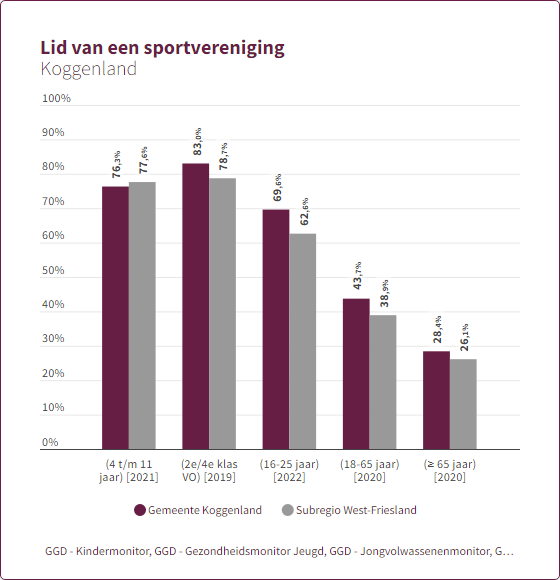 Lid van een sportvereniging
Koggenland
100%
90%
80%
70%
60%
50%
40%
30%
20%
10%
0%
76,3%
77,6%
83,0%
78,7%
69,6%
62,6%
43,7%
38,9%
28,4%
26,1%
(4 t/m 11
jaar) [2021]
(2e/4e klas
VO) [2019]
(16-25 jaar)
[2022]
(18-65 jaar)
[2020]
(≥ 65 jaar)
[2020]
Gemeente Koggenland
Subregio West-Friesland
GGD - Kindermonitor, GGD - Gezondheidsmonitor Jeugd, GGD - Jongvolwassenenmonitor, G…